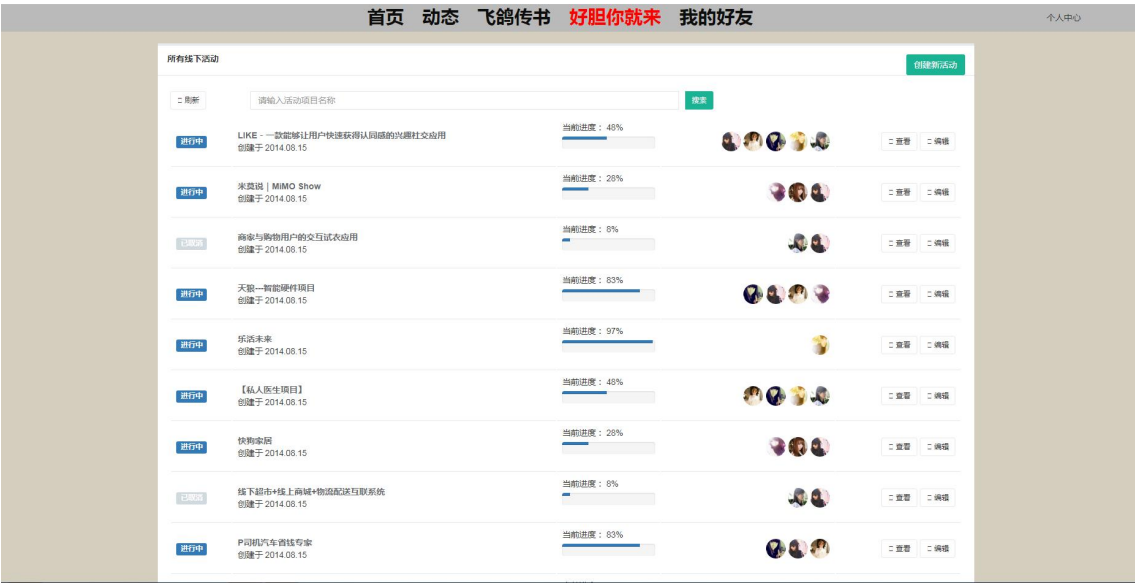 首页 动态 飞鸽传书 好胆你就来 我的好友 个人中心
所有线下活动 创建新活动
刷新 请输入活动项目名称 搜索
进行中 LIKE - 一款能够让用户快速获得认同感的兴趣社交应用 当前进度： 48% 查看 编辑
创建于 2014.08.15
进行中 米莫说 | MiMO Show 当前进度： 28% 查看 编辑
创建于 2014.08.15
已取消 商家与购物用户的交互试衣应用 当前进度： 8% 查看 编辑
创建于 2014.08.15
进行中 天狼---智能硬件项目 当前进度： 83% 查看 编辑
创建于 2014.08.15
进行中 乐活未来 当前进度： 97% 查看 编辑
创建于 2014.08.15
进行中 【私人医生项目】 当前进度： 48% 查看 编辑
创建于 2014.08.15
进行中 快狗家居 当前进度： 28% 查看 编辑
创建于 2014.08.15
已取消 线下超市+线上商城+物流配送互联系统 当前进度： 8% 查看 编辑
创建于 2014.08.15
进行中 P司机汽车省钱专家 当前进度： 83% 查看 编辑
创建于 2014.08.15